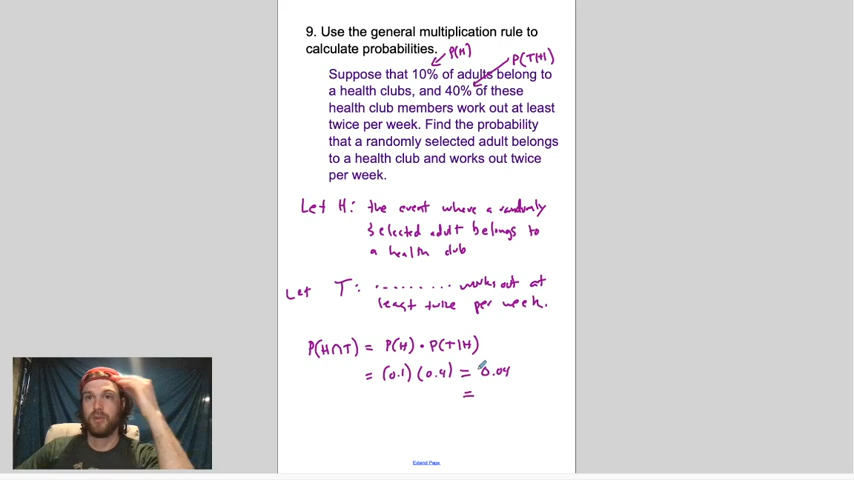 9. Use the general multiplication rule to
calculate probabilities.
P(H)
P(T|H)
Suppose that 10% of adults belong to
a health clubs, and 40% of these
health club members work out at least
twice per week. Find the probability
that a randomly selected adult belongs
to a health club and works out twice
per week.
Let H: the event where a randomly
selected adult belongs to
a health club
Let T: ......... works out at
least twice per week.
P(H∩T) = P(H) • P(T|H)
= (0.1)(0.4) = 0.04
=
Extend Page